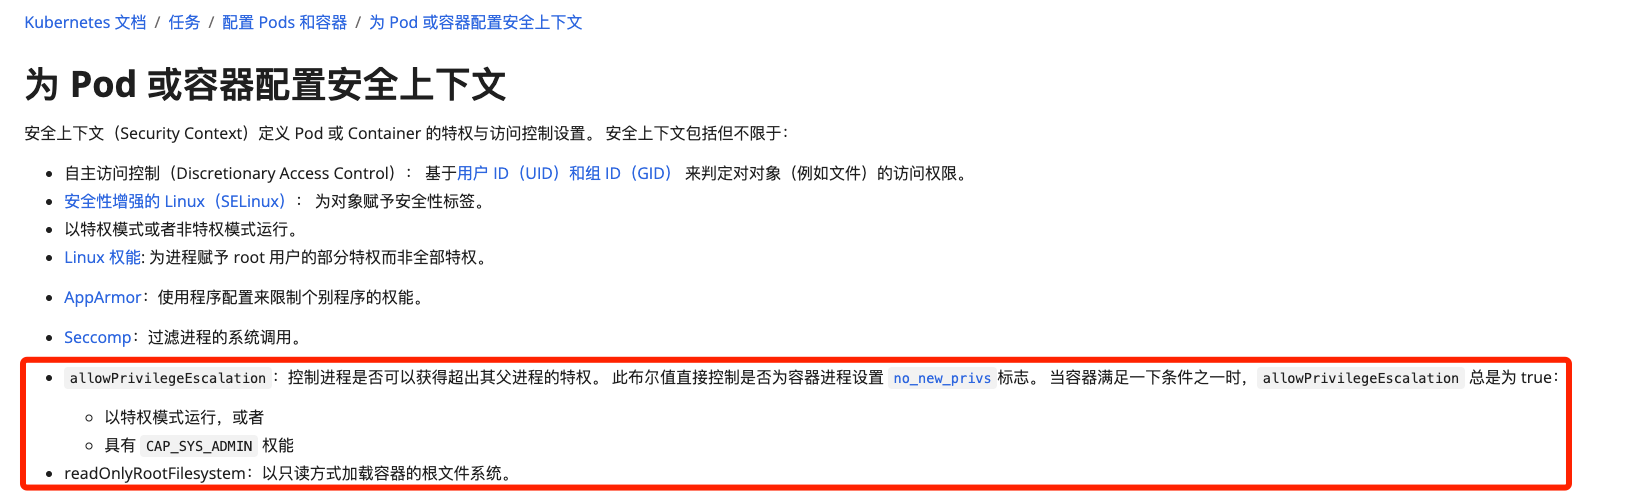 Kubernetes 文档 / 任务 / 配置 Pods 和容器 / 为 Pod 或容器配置安全上下文
为 Pod 或容器配置安全上下文
安全上下文（Security Context）定义 Pod 或 Container 的特权与访问控制设置。 安全上下文包括但不限于：
自主访问控制（Discretionary Access Control）： 基于用户 ID（UID）和组 ID（GID） 来判定对对象（例如文件）的访问权限。
安全性增强的 Linux（SELinux）： 为对象赋予安全性标签。
以特权模式或者非特权模式运行。
Linux 权能: 为进程赋予 root 用户的部分特权而非全部特权。
AppArmor：使用程序配置来限制个别程序的权能。
Seccomp：过滤进程的系统调用。
allowPrivilegeEscalation：控制进程是否可以获得超出其父进程的特权。 此布尔值直接控制是否为容器进程设置 no_new_privs 标志。 当容器满足一下条件之一时，allowPrivilegeEscalation 总是为 true：
以特权模式运行，或者
具有 CAP_SYS_ADMIN 权能
readOnlyRootFilesystem：以只读方式加载容器的根文件系统。